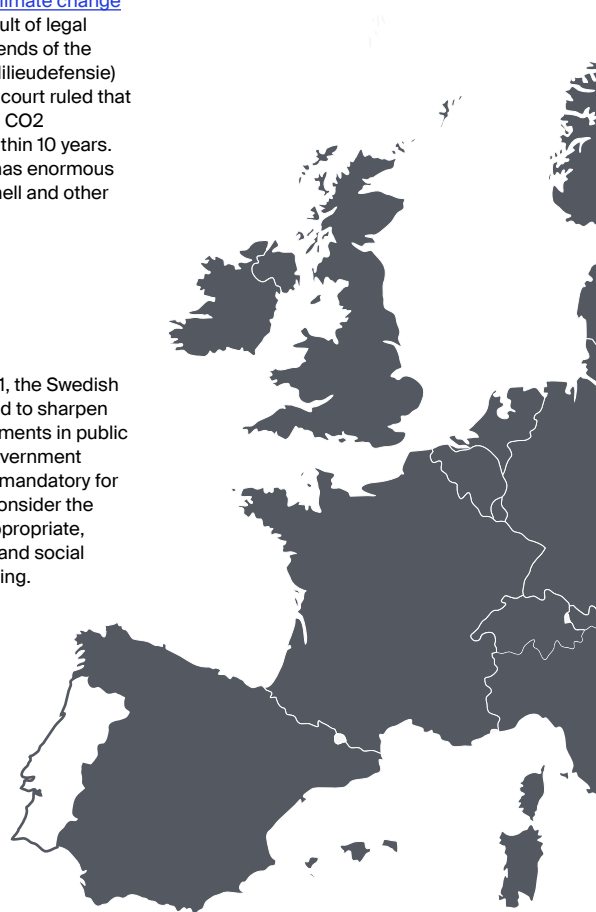 limate change
ult of legal
ends of the
ilieudefensie)
court ruled that
CO2
thin 10 years.
has enormous
nell and other
1, the Swedish
d to sharpen
ments in public
vernment
mandatory for
onsider the
propriate,
and social
ing.